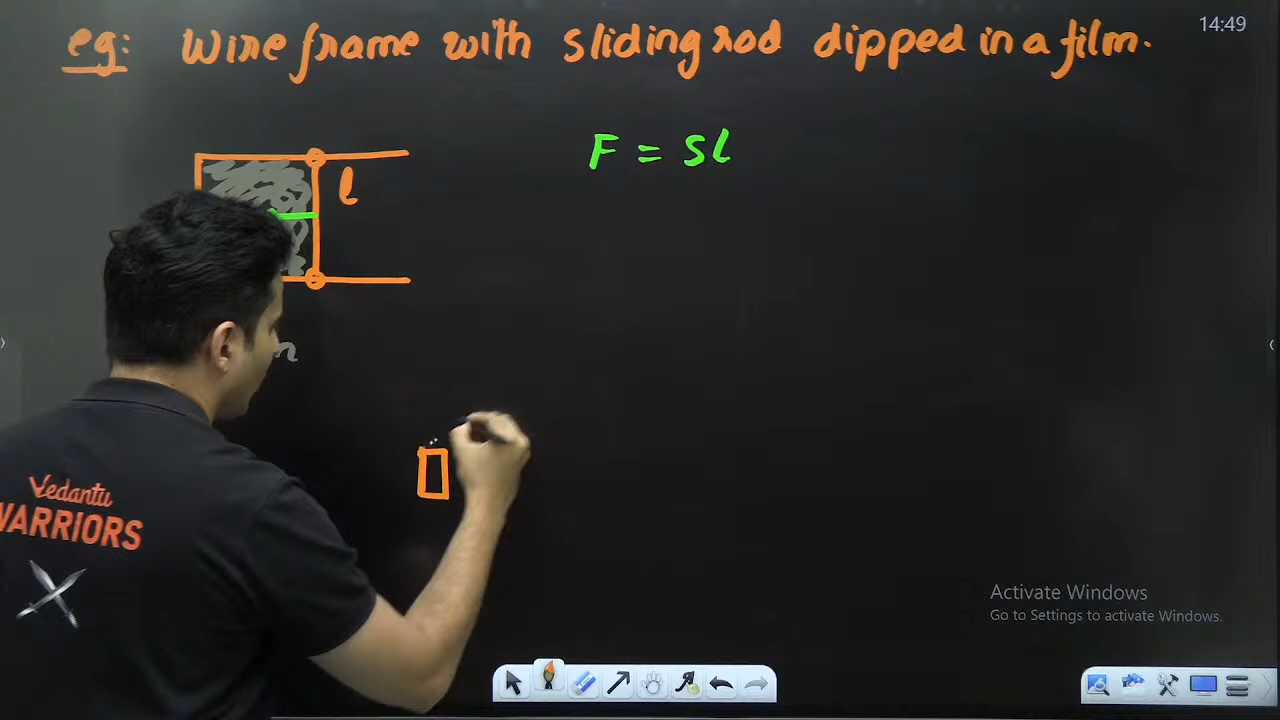 14:49
eg: Wire frame with sliding rod dipped in a film.
F = Sl
l
Vedantu
WARRIORS
Activate Windows
Go to Settings to activate Windows.